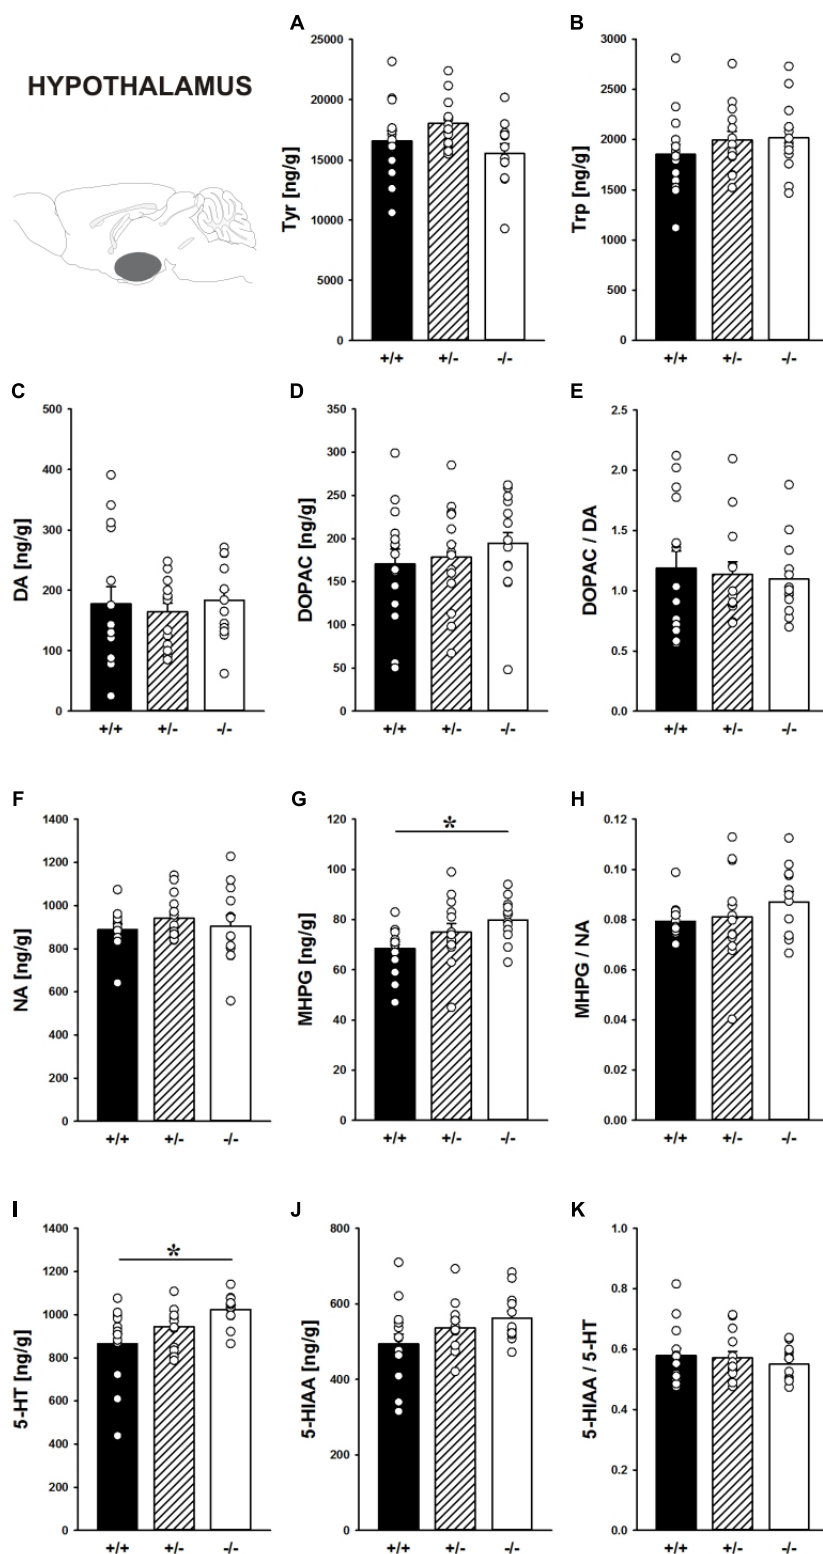 HYPOTHALAMUS
A
Tyr [ng/g]
25000
20000
15000
10000
5000
0
+/+ +/- -/-
B
Trp [ng/g]
3000
2500
2000
1500
1000
500
0
+/+ +/- -/-
C
DA [ng/g]
500
400
300
200
100
0
+/+ +/- -/-
D
DOPAC [ng/g]
350
300
250
200
150
100
50
0
+/+ +/- -/-
E
DOPAC / DA
2.5
2.0
1.5
1.0
0.5
0.0
+/+ +/- -/-
F
NA [ng/g]
1400
1200
1000
800
600
400
200
0
+/+ +/- -/-
G
MHPG [ng/g]
120
100
80
60
40
20
0
*
+/+ +/- -/-
H
MHPG / NA
0.12
0.10
0.08
0.06
0.04
0.02
0.00
+/+ +/- -/-
I
5-HT [ng/g]
1400
1200
1000
800
600
400
200
0
*
+/+ +/- -/-
J
5-HIAA [ng/g]
800
600
400
200
0
+/+ +/- -/-
K
5-HIAA / 5-HT
1.0
0.8
0.6
0.4
0.2
0.0
+/+ +/- -/-